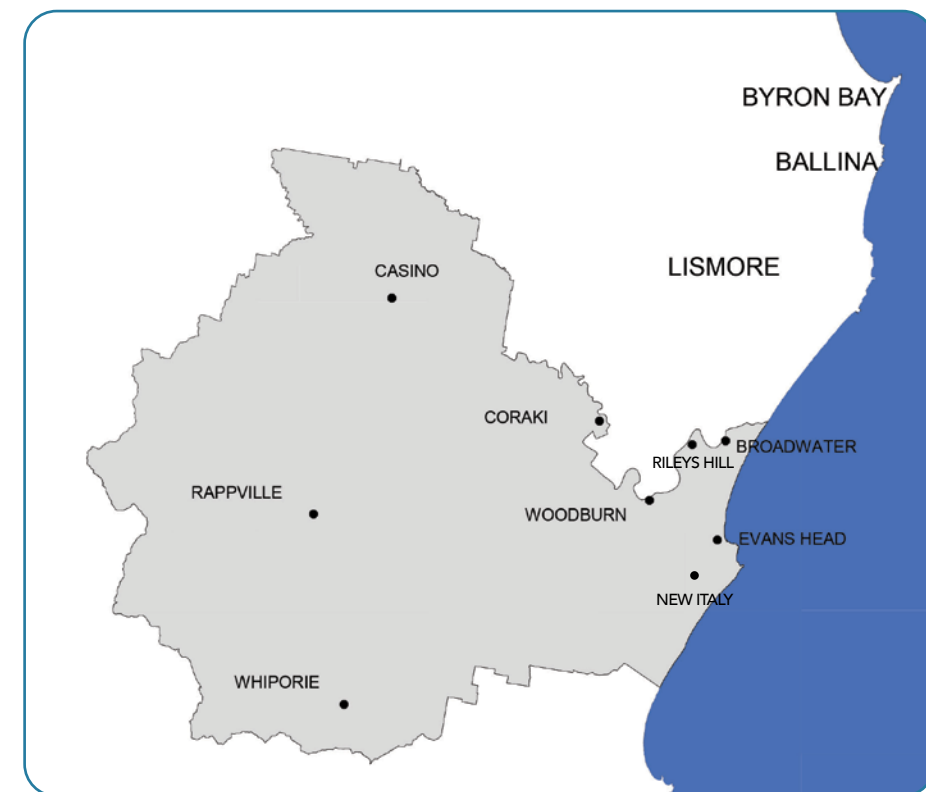 BYRON BAY
BALLINA
LISMORE
CASINO
CORAKI
BROADWATER
RILEYS HILL
RAPPVILLE
WOODBURN
EVANS HEAD
NEW ITALY
WHIPORIE